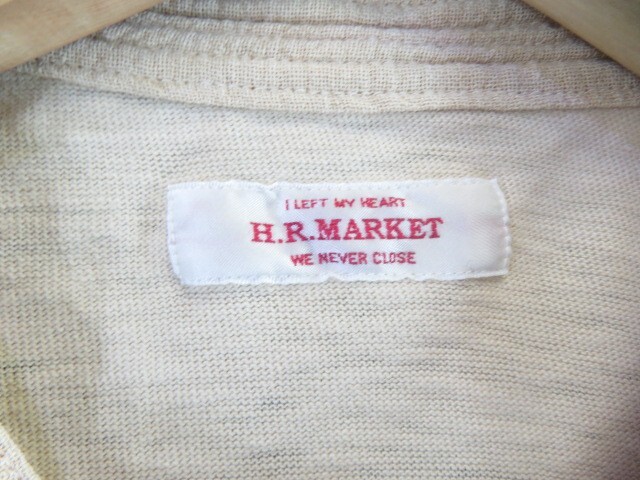 I LEFT MY HEART
H.R.MARKET
WE NEVER CLOSE